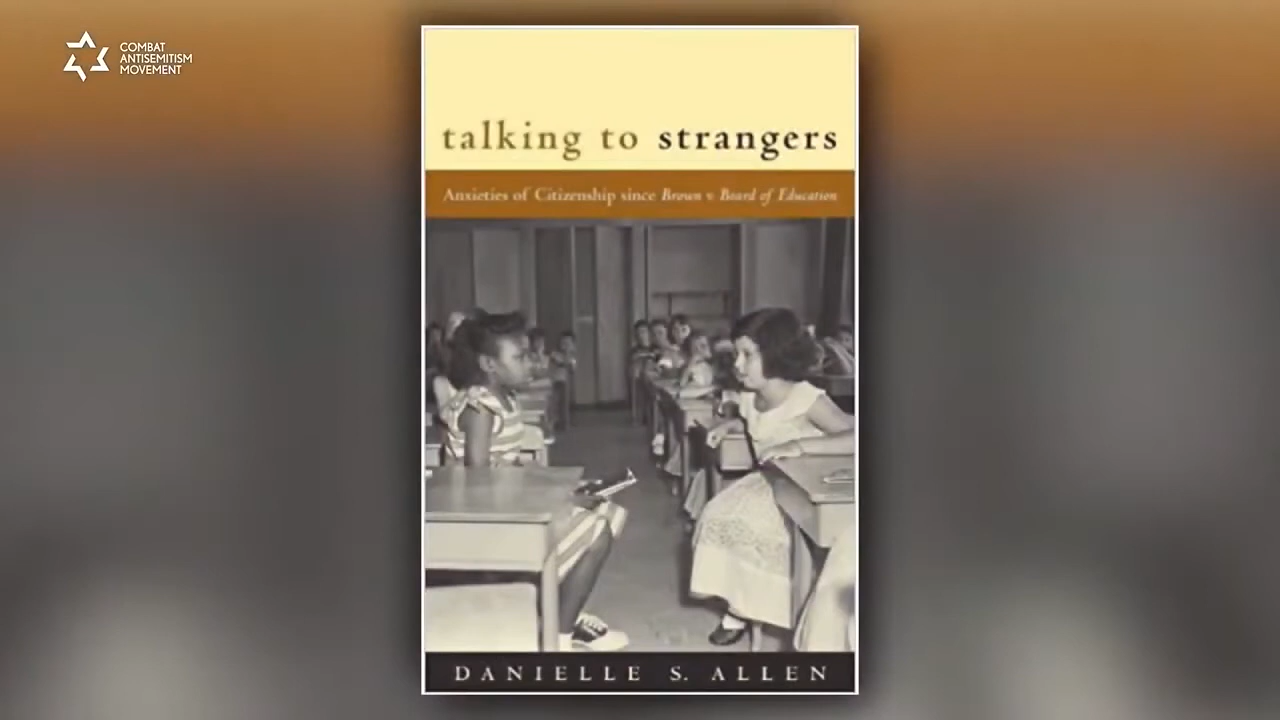 COMBAT
ANTISEMITISM
MOVEMENT
talking to strangers
Anxieties of Citizenship since Brown v Board of Education
DANIELLE S. ALLEN